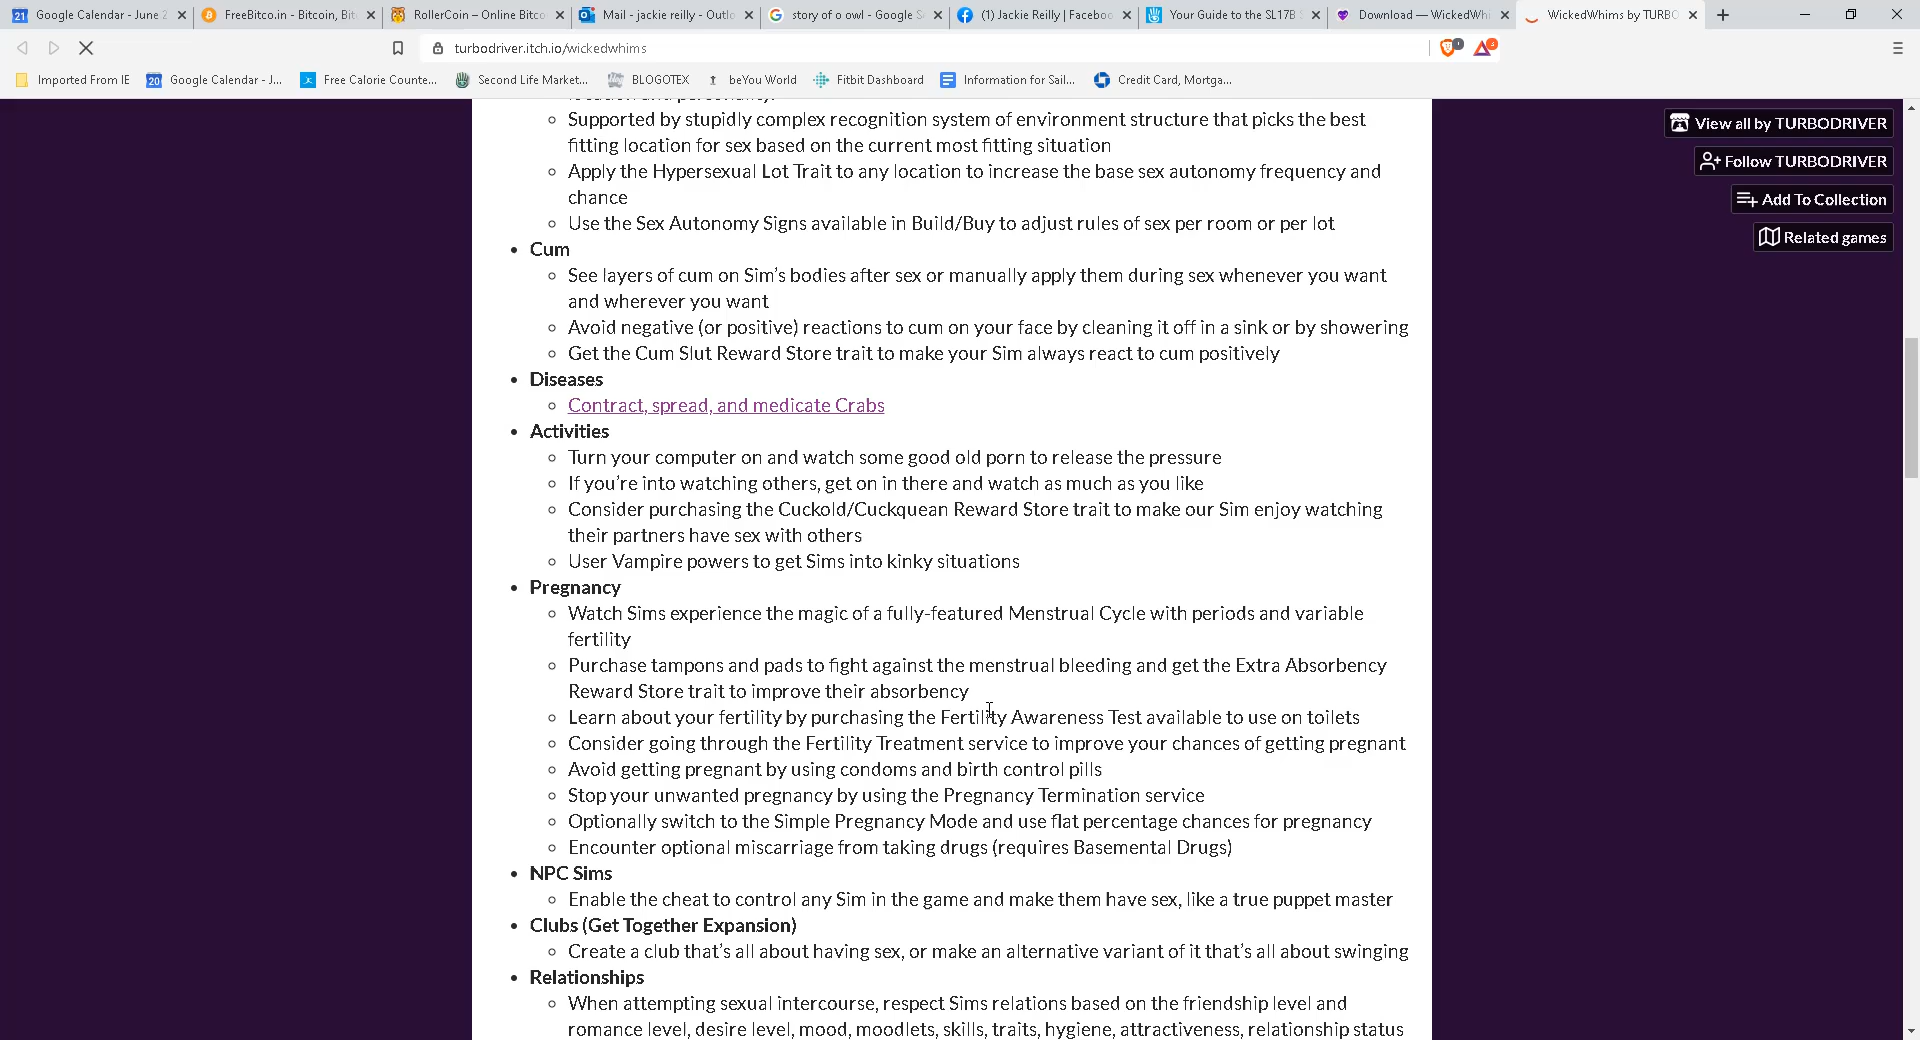 Google Calendar - June 2
FreeBitco.in - Bitcoin, Bit
RollerCoin – Online Bitco
Mail - jackie reilly - Outlo
story of o owl - Google S
(1) Jackie Reilly | Faceboo
Your Guide to the SL17B
Download — WickedWhi
WickedWhims by TURBO
turbodriver.itch.io/wickedwhims
Imported From IE
Google Calendar - J...
Free Calorie Counte...
Second Life Market...
BLOGOTEX
beYou World
Fitbit Dashboard
Information for Sail...
Credit Card, Mortga...
View all by TURBODRIVER
Follow TURBODRIVER
Add To Collection
Related games
Supported by stupidly complex recognition system of environment structure that picks the best
fitting location for sex based on the current most fitting situation
Apply the Hypersexual Lot Trait to any location to increase the base sex autonomy frequency and
chance
Use the Sex Autonomy Signs available in Build/Buy to adjust rules of sex per room or per lot
Cum
See layers of cum on Sim's bodies after sex or manually apply them during sex whenever you want
and wherever you want
Avoid negative (or positive) reactions to cum on your face by cleaning it off in a sink or by showering
Get the Cum Slut Reward Store trait to make your Sim always react to cum positively
Diseases
Contract, spread, and medicate Crabs
Activities
Turn your computer on and watch some good old porn to release the pressure
If you're into watching others, get on in there and watch as much as you like
Consider purchasing the Cuckold/Cuckquean Reward Store trait to make our Sim enjoy watching
their partners have sex with others
User Vampire powers to get Sims into kinky situations
Pregnancy
Watch Sims experience the magic of a fully-featured Menstrual Cycle with periods and variable
fertility
Purchase tampons and pads to fight against the menstrual bleeding and get the Extra Absorbency
Reward Store trait to improve their absorbency
Learn about your fertility by purchasing the Fertility Awareness Test available to use on toilets
Consider going through the Fertility Treatment service to improve your chances of getting pregnant
Avoid getting pregnant by using condoms and birth control pills
Stop your unwanted pregnancy by using the Pregnancy Termination service
Optionally switch to the Simple Pregnancy Mode and use flat percentage chances for pregnancy
Encounter optional miscarriage from taking drugs (requires Basemental Drugs)
NPC Sims
Enable the cheat to control any Sim in the game and make them have sex, like a true puppet master
Clubs (Get Together Expansion)
Create a club that's all about having sex, or make an alternative variant of it that's all about swinging
Relationships
When attempting sexual intercourse, respect Sims relations based on the friendship level and
romance level, desire level, mood, moodlets, skills, traits, hygiene, attractiveness, relationship status